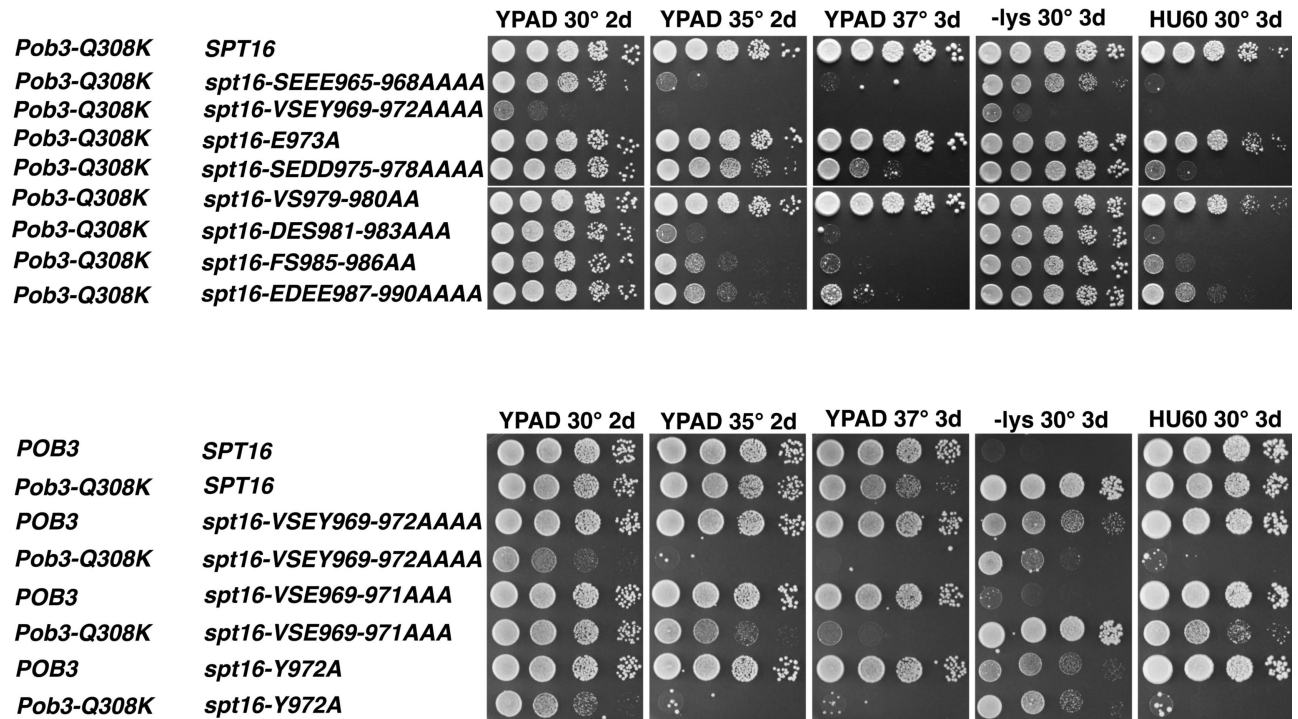 YPAD 30° 2d YPAD 35° 2d YPAD 37° 3d -lys 30° 3d HU60 30° 3d
Pob3-Q308K SPT16
Pob3-Q308K spt16-SEEE965-968AAAA
Pob3-Q308K spt16-VSEY969-972AAAA
Pob3-Q308K spt16-E973A
Pob3-Q308K spt16-SEDD975-978AAAA
Pob3-Q308K spt16-VS979-980AA
Pob3-Q308K spt16-DES981-983AAA
Pob3-Q308K spt16-FS985-986AA
Pob3-Q308K spt16-EDEE987-990AAAA
YPAD 30° 2d YPAD 35° 2d YPAD 37° 3d -lys 30° 3d HU60 30° 3d
POB3 SPT16
Pob3-Q308K SPT16
POB3 spt16-VSEY969-972AAAA
Pob3-Q308K spt16-VSEY969-972AAAA
POB3 spt16-VSE969-971AAA
Pob3-Q308K spt16-VSE969-971AAA
POB3 spt16-Y972A
Pob3-Q308K spt16-Y972A